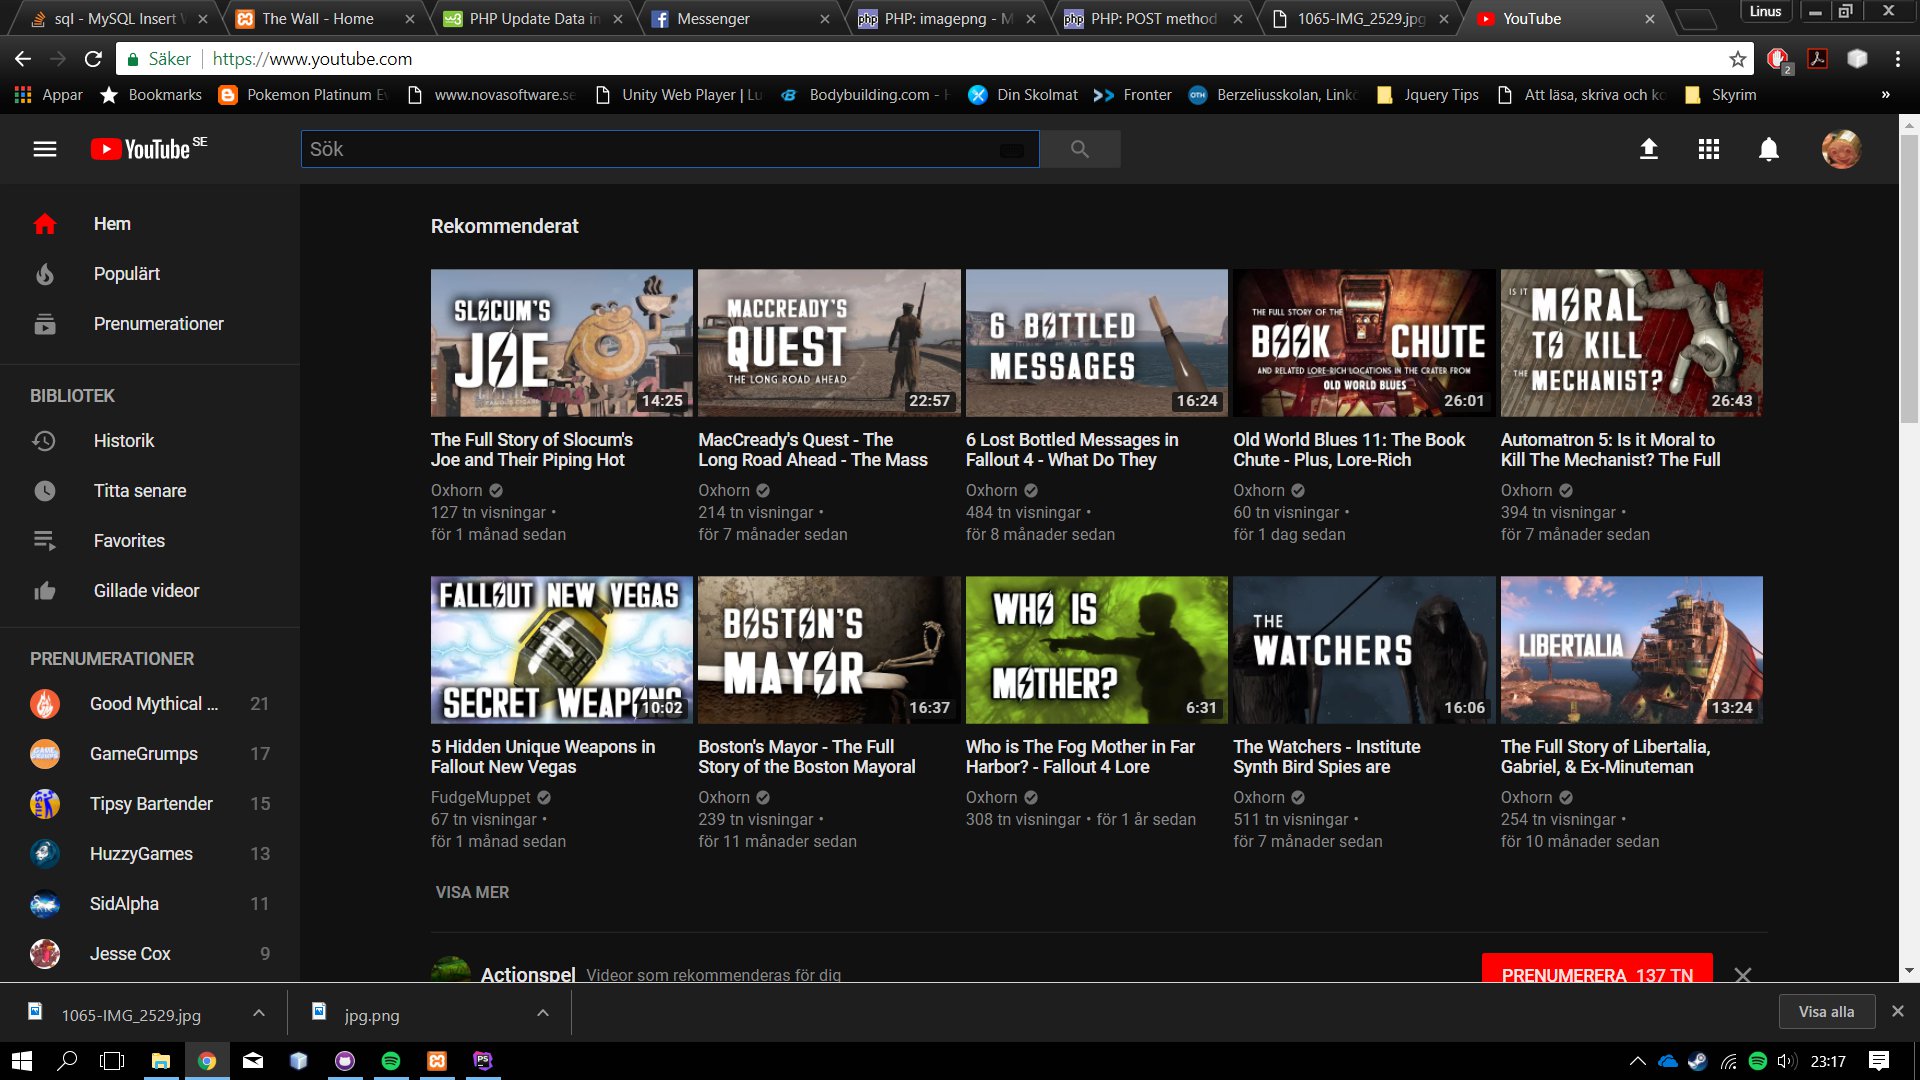 sql - MySQL Insert
The Wall - Home
PHP Update Data in
Messenger
PHP: imagepng - M
PHP: POST method
1065-IMG_2529.jpg
YouTube
Linus
Säker
https://www.youtube.com
2
Appar
Bookmarks
Pokemon Platinum Ev
www.novasoftware.se
Unity Web Player | Lu
Bodybuilding.com -
Din Skolmat
Fronter
Berzeliusskolan, Linkö
Jquery Tips
Att läsa, skriva och ko
Skyrim
»
YouTube SE
Sök
Hem
Populärt
Prenumerationer
BIBLIOTEK
Historik
Titta senare
Favorites
Gillade videor
PRENUMERATIONER
Good Mythical ... 21
GameGrumps 17
Tipsy Bartender 15
HuzzyGames 13
SidAlpha 11
Jesse Cox 9
Rekommenderat
SLOCUM'S
JOE
14:25
The Full Story of Slocum's
Joe and Their Piping Hot
Oxhorn
127 tn visningar •
för 1 månad sedan
MACCREADY'S
QUEST
THE LONG ROAD AHEAD
22:57
MacCready's Quest - The
Long Road Ahead - The Mass
Oxhorn
214 tn visningar •
för 7 månader sedan
6 BOTTLED
MESSAGES
16:24
6 Lost Bottled Messages in
Fallout 4 - What Do They
Oxhorn
484 tn visningar •
för 8 månader sedan
THE FULL STORY OF THE
BOOK CHUTE
AND RELATED LORE-RICH LOCATIONS IN THE CRATER FROM
OLD WORLD BLUES
26:01
Old World Blues 11: The Book
Chute - Plus, Lore-Rich
Oxhorn
60 tn visningar •
för 1 dag sedan
IS IT
MORAL
TO KILL
THE MECHANIST?
26:43
Automatron 5: Is it Moral to
Kill The Mechanist? The Full
Oxhorn
394 tn visningar •
för 7 månader sedan
FALLOUT NEW VEGAS
SECRET WEAPONS
10:02
5 Hidden Unique Weapons in
Fallout New Vegas
FudgeMuppet
67 tn visningar •
för 1 månad sedan
BOSTON'S
MAYOR
16:37
Boston's Mayor - The Full
Story of the Boston Mayoral
Oxhorn
239 tn visningar •
för 11 månader sedan
WHO IS
MOTHER?
6:31
Who is The Fog Mother in Far
Harbor? - Fallout 4 Lore
Oxhorn
308 tn visningar • för 1 år sedan
THE
WATCHERS
16:06
The Watchers - Institute
Synth Bird Spies are
Oxhorn
511 tn visningar •
för 7 månader sedan
LIBERTALIA
13:24
The Full Story of Libertalia,
Gabriel, & Ex-Minuteman
Oxhorn
254 tn visningar •
för 10 månader sedan
VISA MER
Actionspel Videor som rekommenderas för dig
PRENUMERERA 137 TN
1065-IMG_2529.jpg
jpg.png
Visa alla
23:17